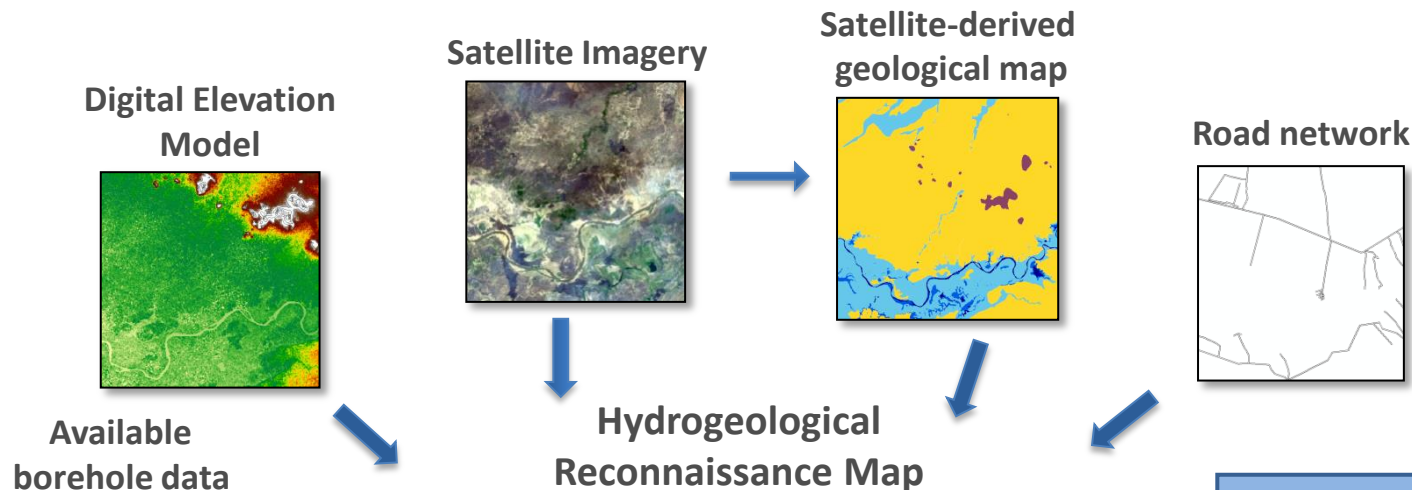 Satellite-derived
geological map
Satellite Imagery
Digital Elevation
Model
Road network
Available
borehole data
Hydrogeological
Reconnaissance Map